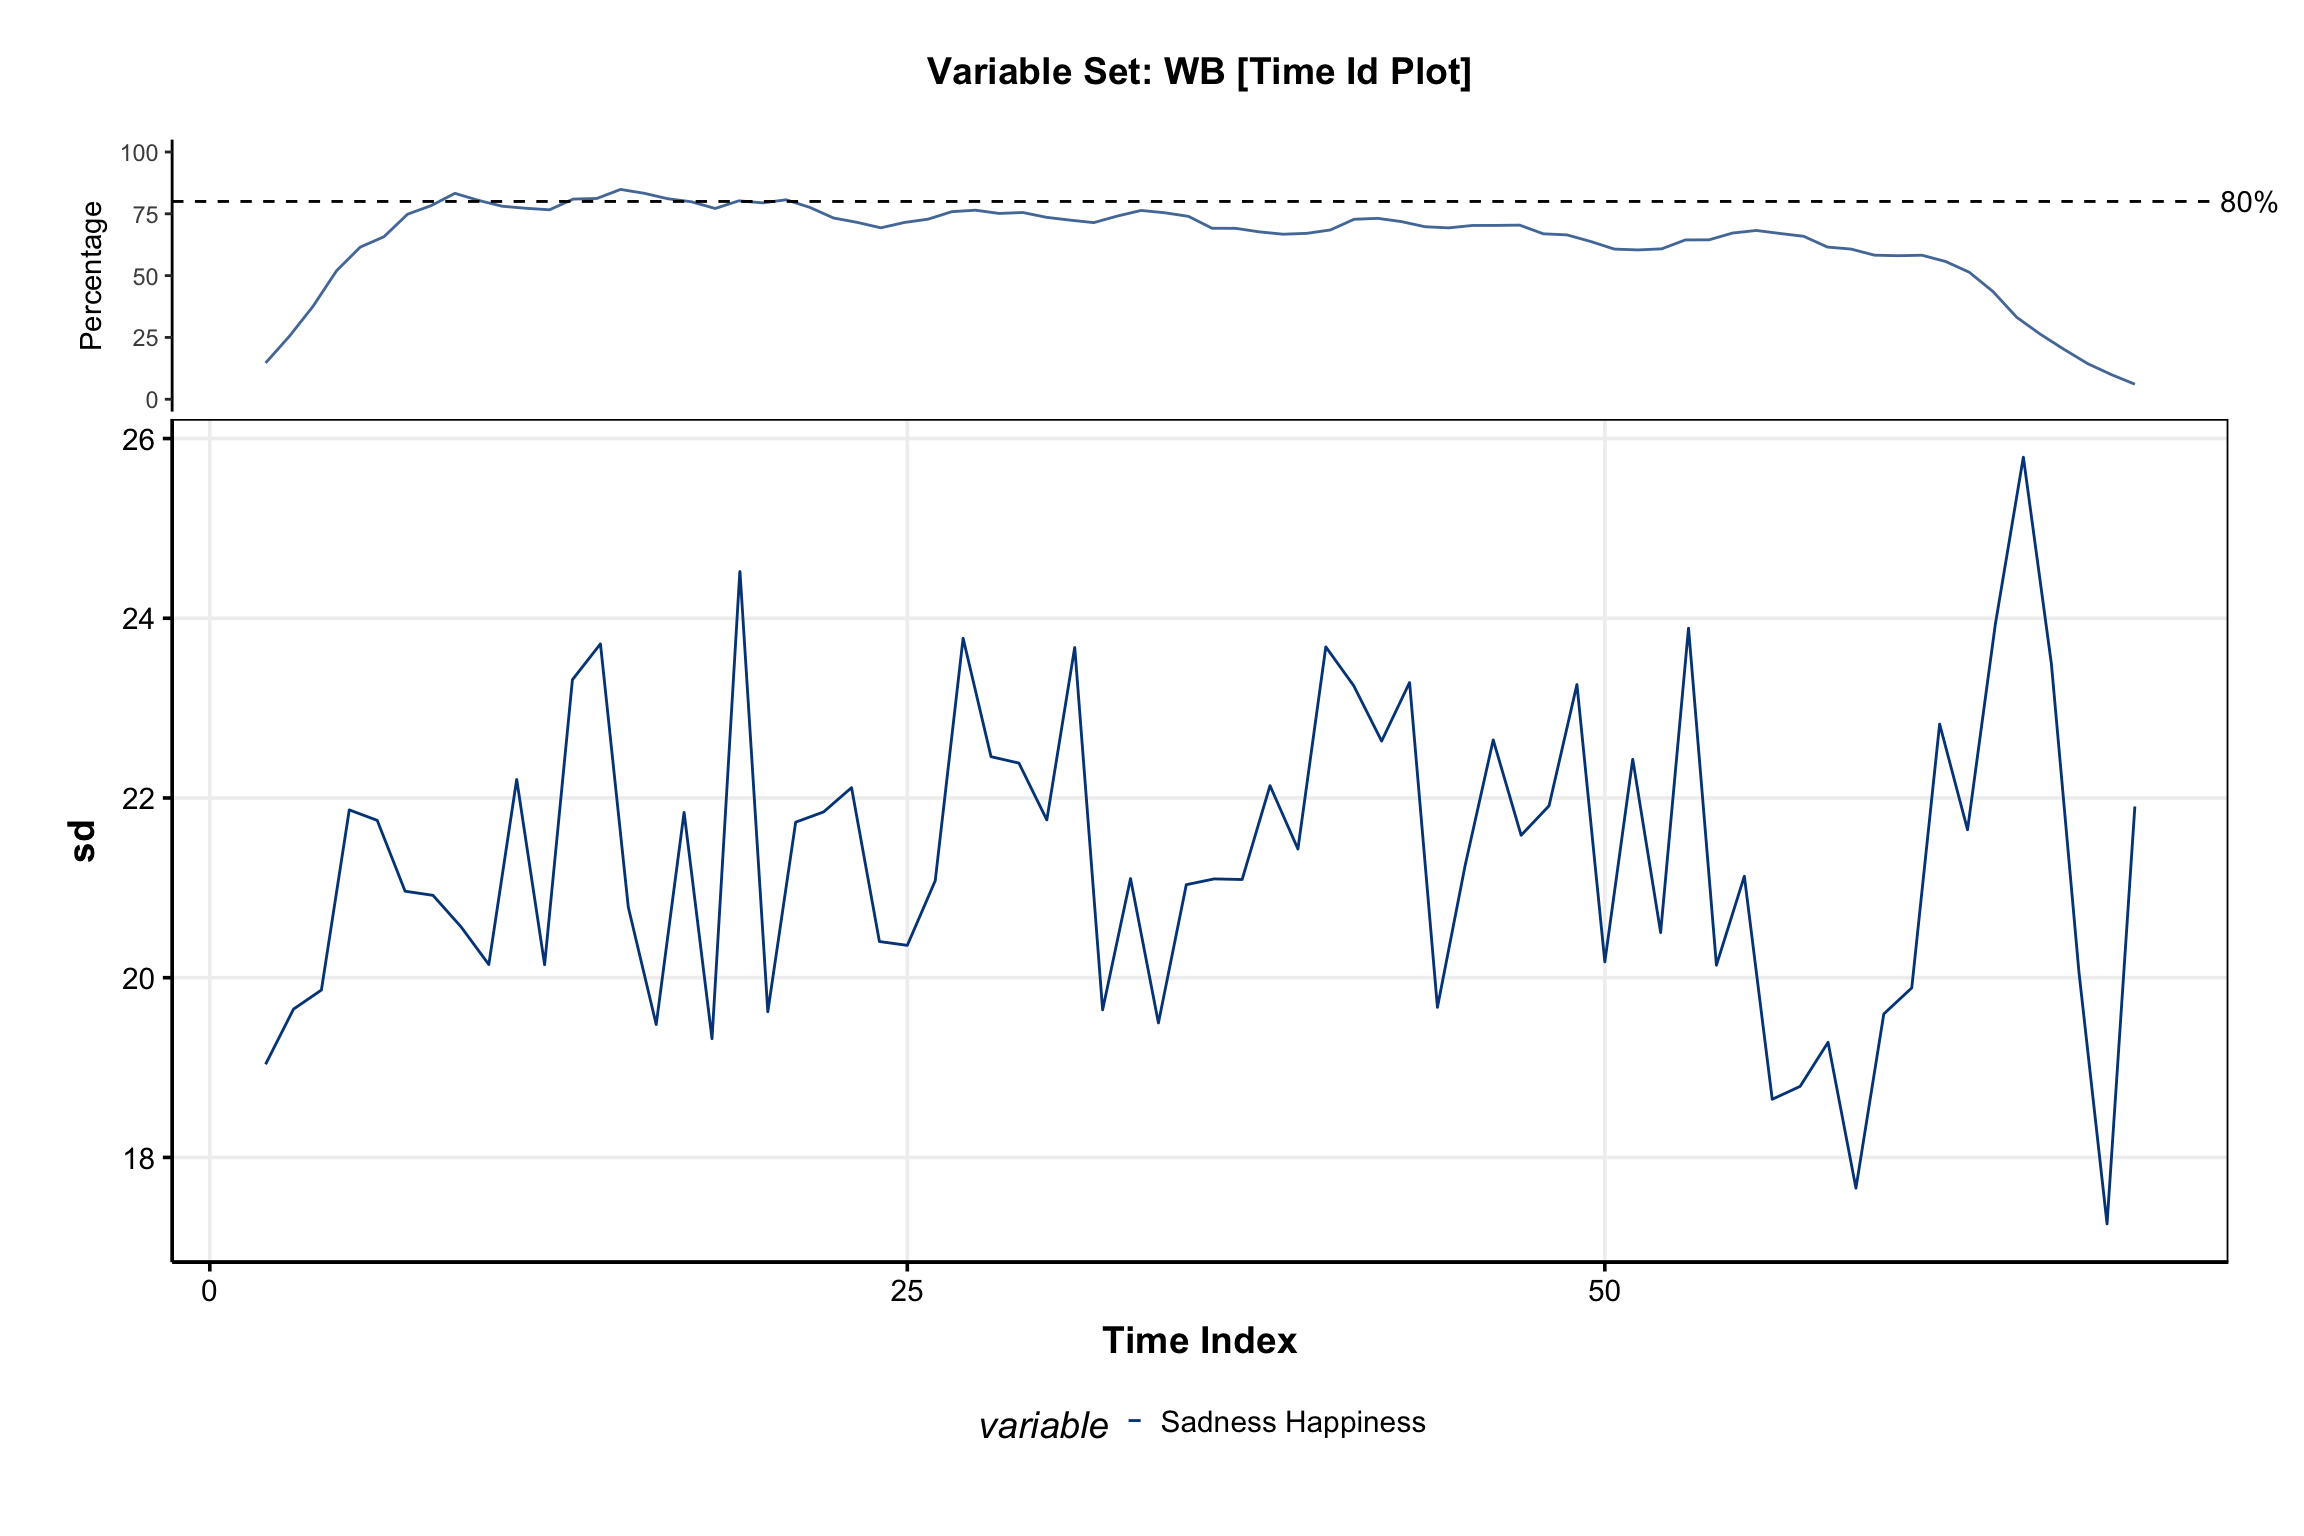 Variable Set: WB [Time Id Plot]
Percentage
100
75
50
25
0
80%
sd
26
24
22
20
18
0 25 50
Time Index
variable Sadness Happiness